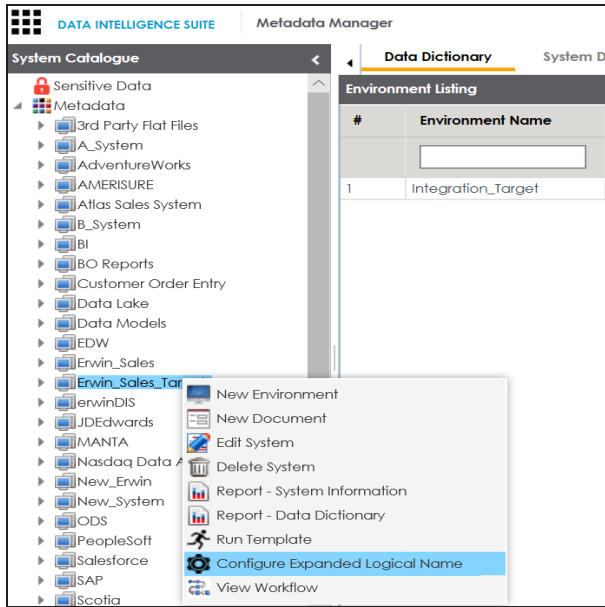 DATA INTELLIGENCE SUITE Metadata Manager
System Catalogue
Sensitive Data
Metadata
3rd Party Flat Files
A_System
AdventureWorks
AMERISURE
Atlas Sales System
B_System
BI
BO Reports
Customer Order Entry
Data Lake
Data Models
EDW
Erwin_Sales
Erwin_Sales_Tar
erwinDIS
JDEdwards
MANTA
Nasdaq Data A
New_Erwin
New_System
ODS
PeopleSoft
Salesforce
SAP
Scotia
Data Dictionary System D
Environment Listing
# Environment Name
1 Integration_Target
New Environment
New Document
Edit System
Delete System
Report - System Information
Report - Data Dictionary
Run Template
Configure Expanded Logical Name
View Workflow